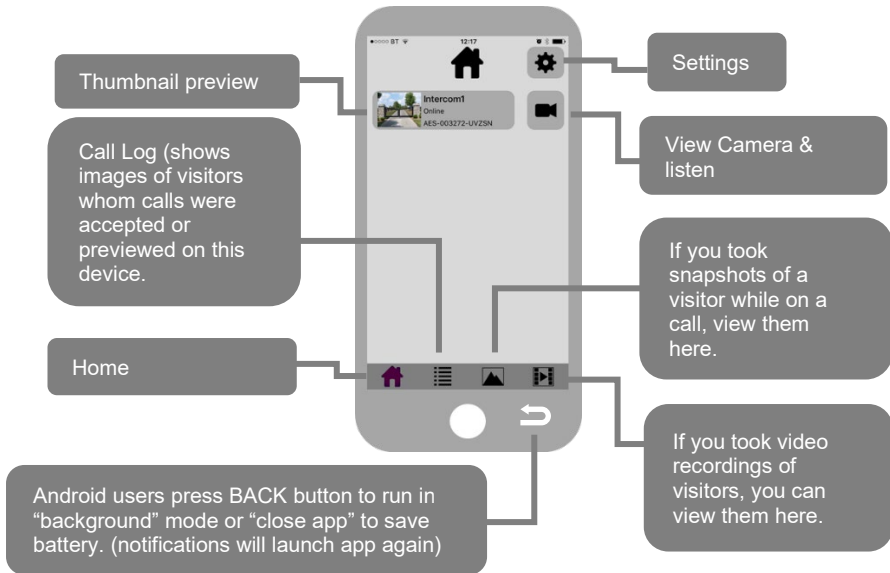 BT
12:17
Settings
Thumbnail preview
Intercom1
Online
AES-003272-UVZSN
View Camera &
listen
Call Log (shows
images of visitors
whom calls were
accepted or
previewed on this
device.
If you took
snapshots of a
visitor while on a
call, view them
here.
Home
If you took video
recordings of
visitors, you can
view them here.
Android users press BACK button to run in
“background” mode or “close app” to save
battery. (notifications will launch app again)